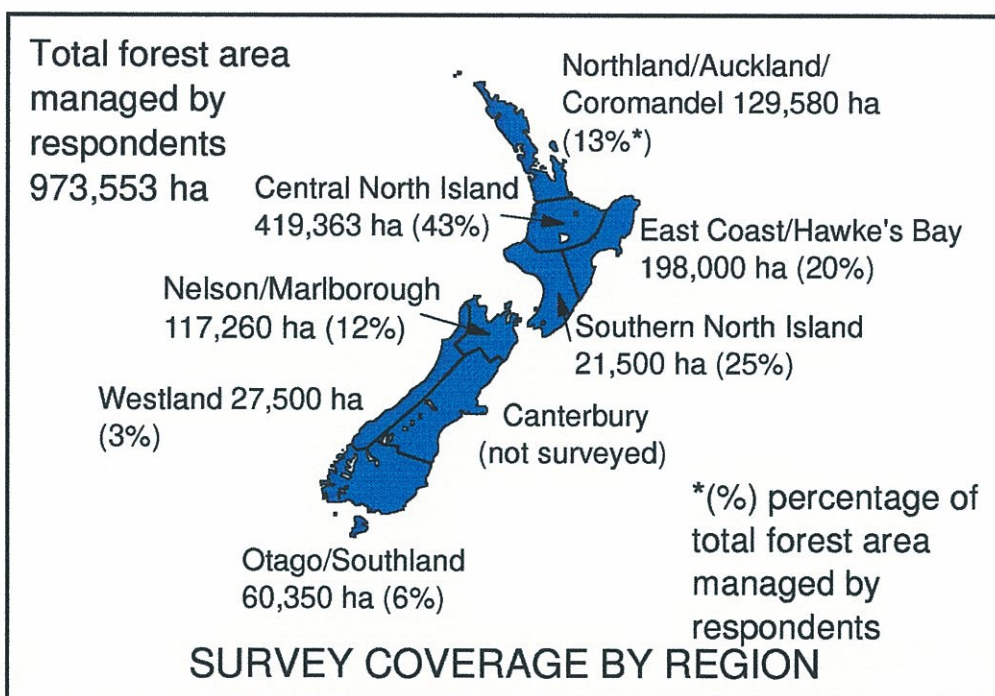 Total forest area
managed by
respondents
973,553 ha
Northland/Auckland/
Coromandel 129,580 ha
(13%*)
Central North Island
419,363 ha (43%)
East Coast/Hawke's Bay
198,000 ha (20%)
Nelson/Marlborough
117,260 ha (12%)
Southern North Island
21,500 ha (25%)
Westland 27,500 ha
(3%)
Canterbury
(not surveyed)
*(%) percentage of
total forest area
managed by
respondents
Otago/Southland
60,350 ha (6%)
SURVEY COVERAGE BY REGION